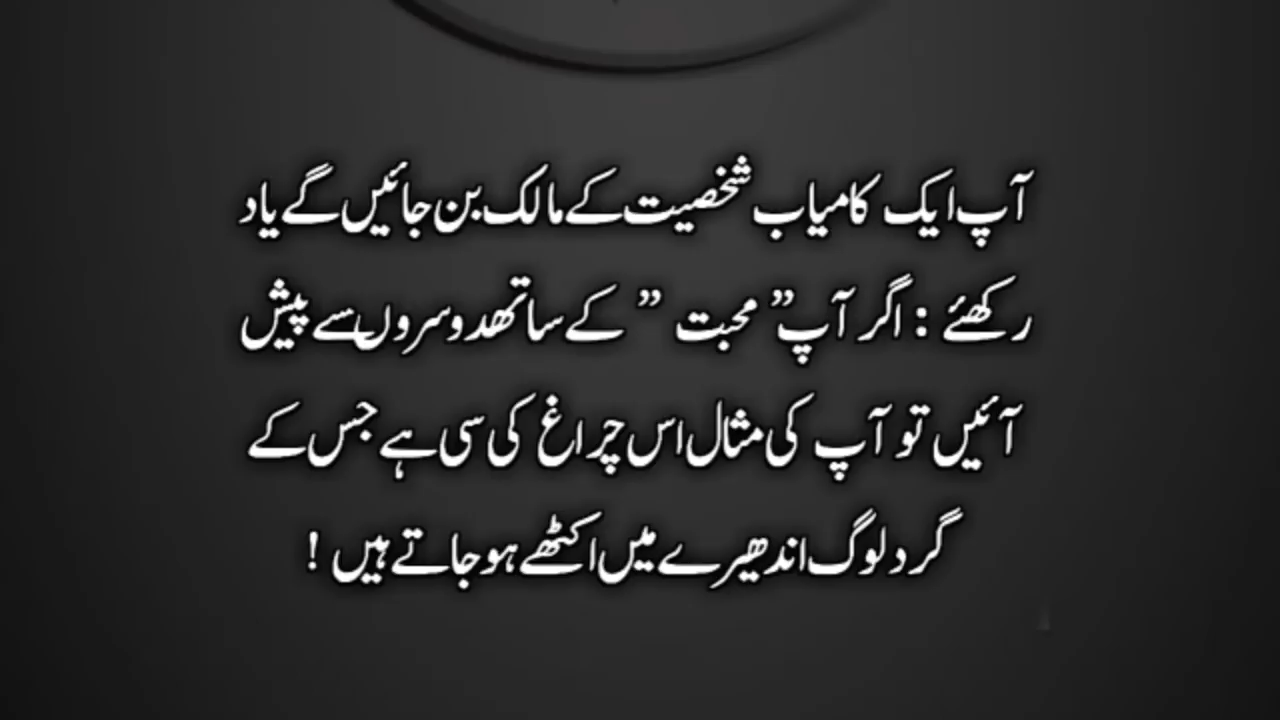 آپ ایک کامیاب شخصیت کے مالک بن جائیں گے یاد
رکھئے : اگر آپ ” محبت ” کے ساتھ دوسروں سے پیش
آئیں تو آپ کی مثال اس چراغ کی سی ہے جس کے
گرد لوگ اندھیرے میں اکٹھے ہو جاتے ہیں !